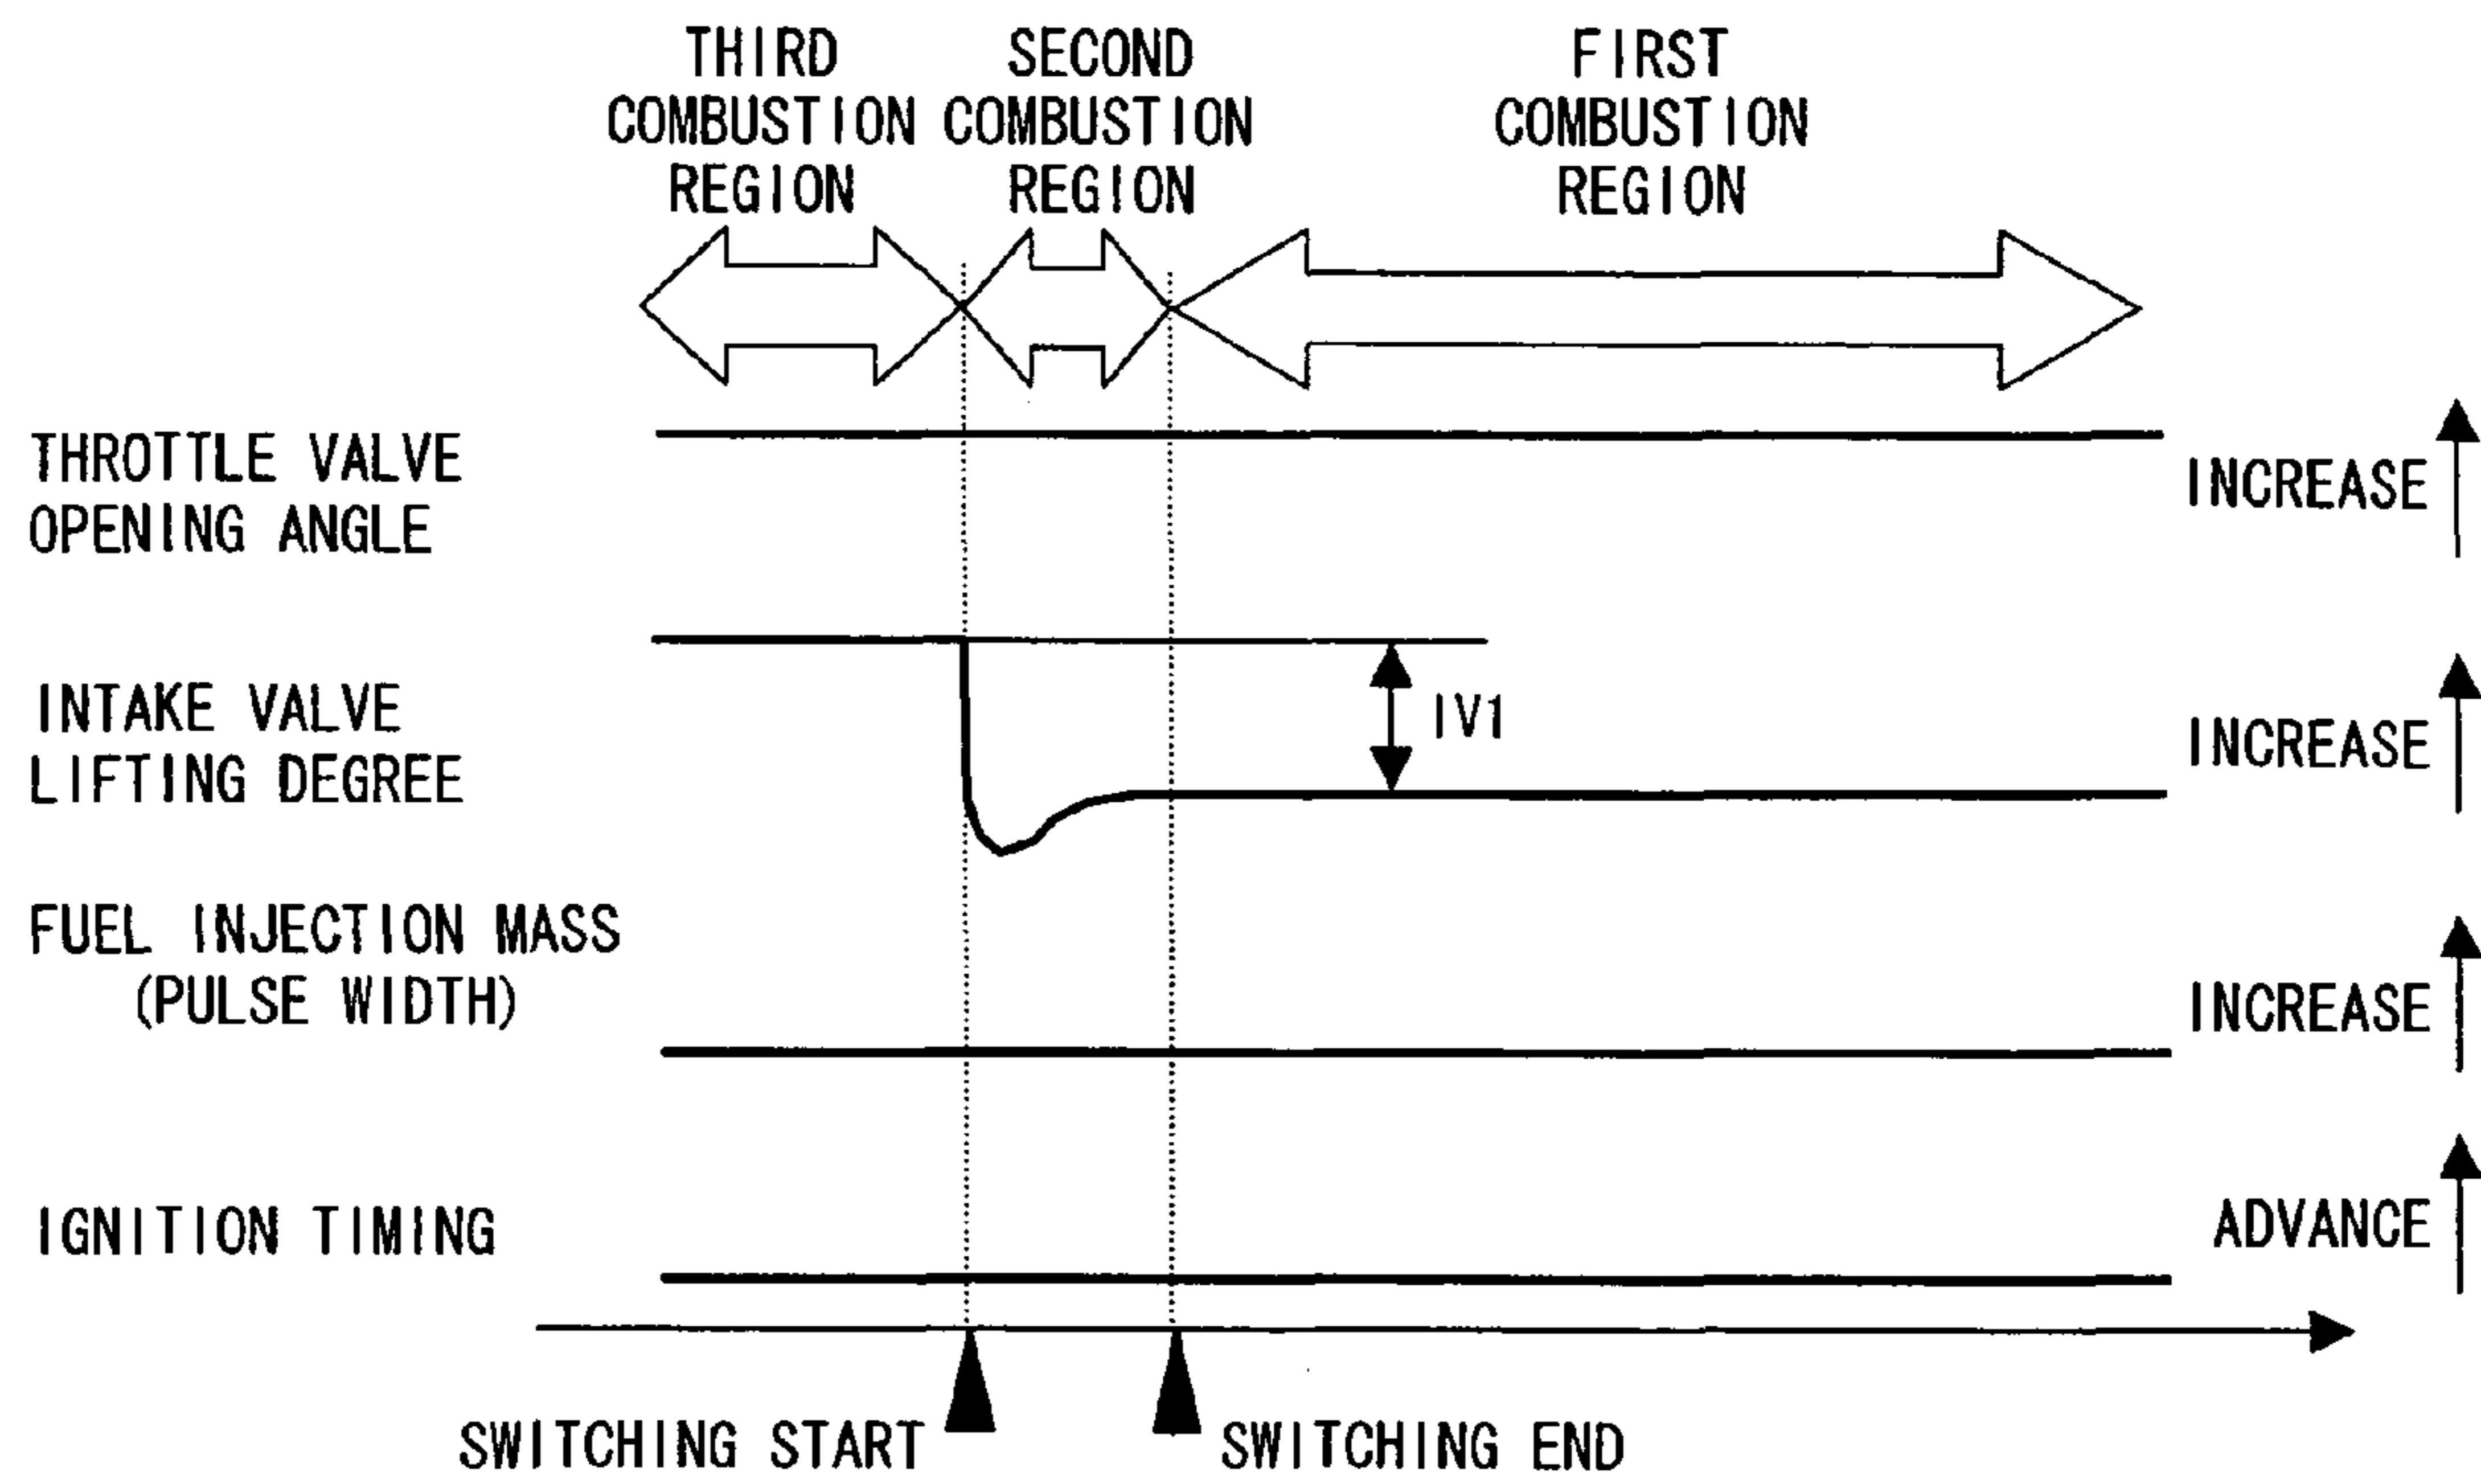 THIRD
COMBUSTION
REGION
SECOND
COMBUSTION
REGION
FIRST
COMBUSTION
REGION
THROTTLE VALVE
OPENING ANGLE
INCREASE
INTAKE VALVE
LIFTING DEGREE
IV1
INCREASE
FUEL INJECTION MASS
(PULSE WIDTH)
INCREASE
IGNITION TIMING
ADVANCE
SWITCHING START
SWITCHING END